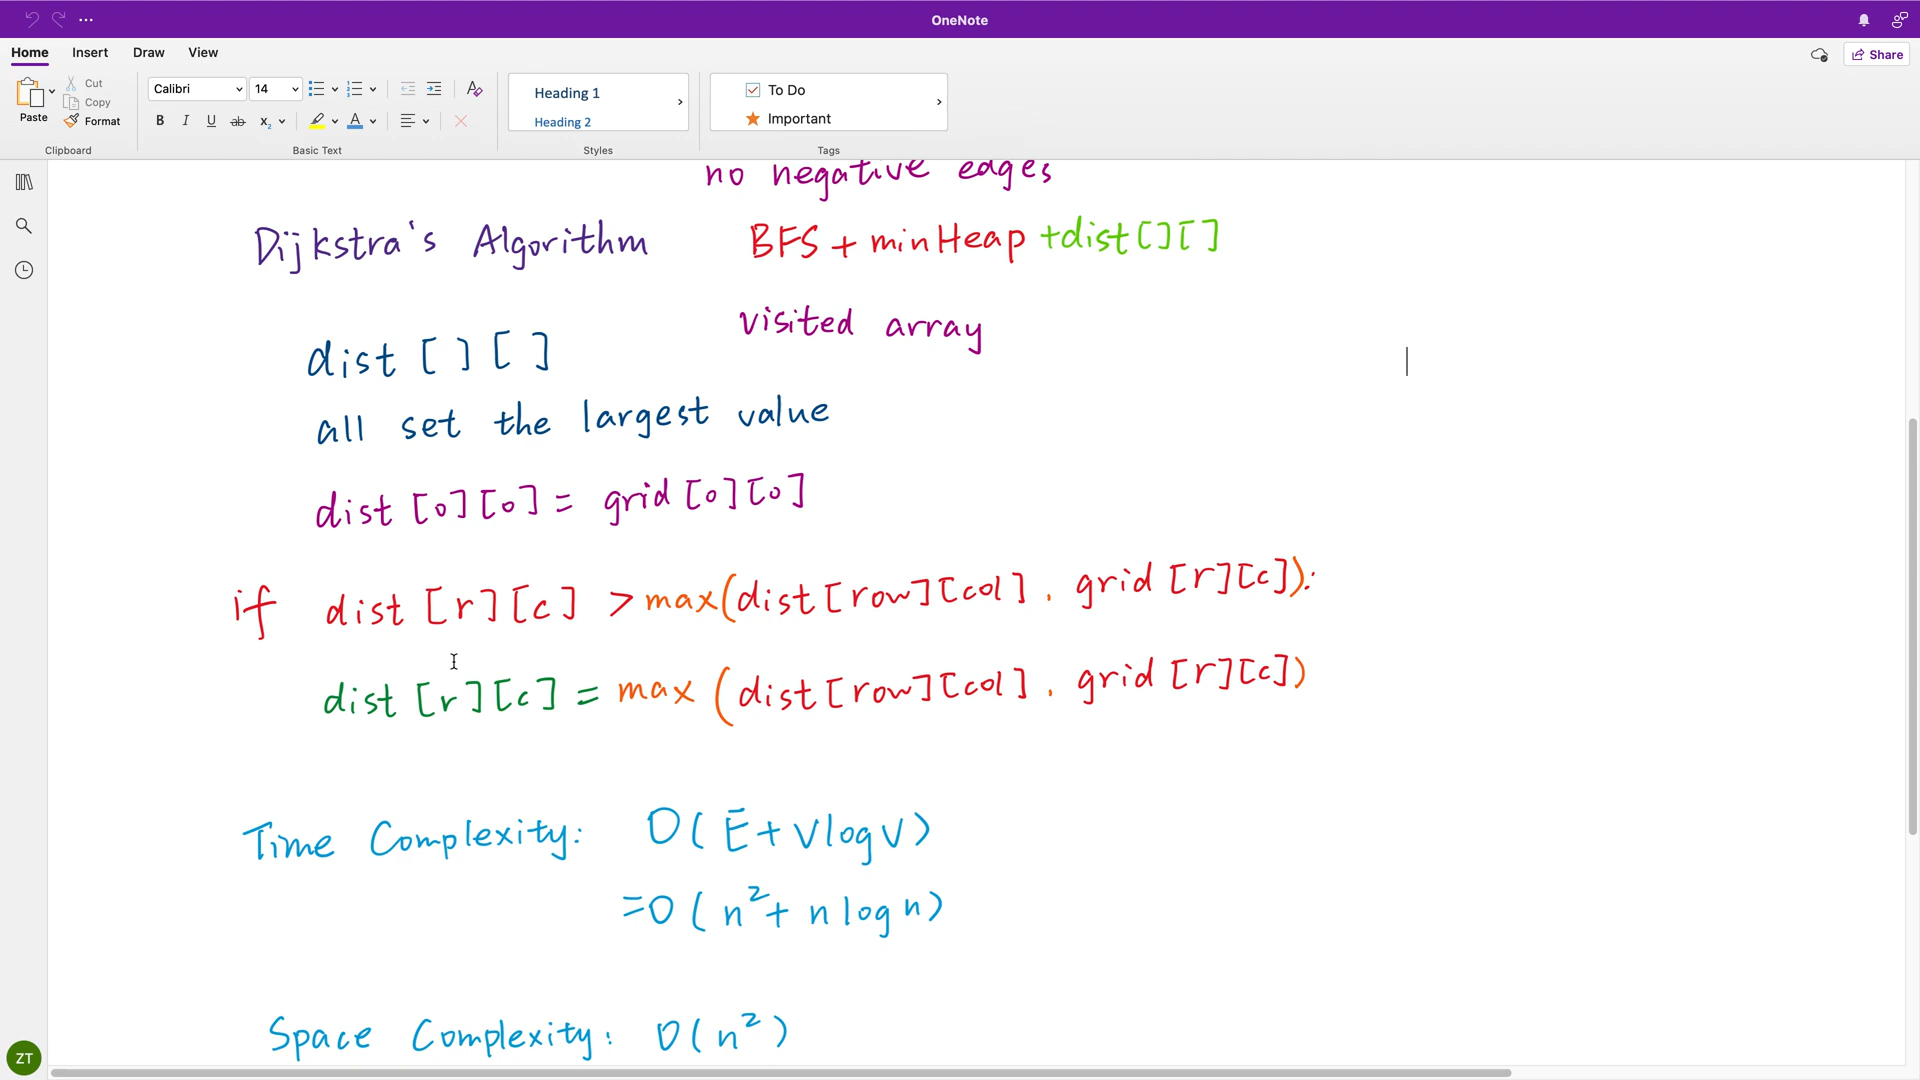 OneNote
Home Insert Draw View
Share
Paste
Cut
Copy
Format
Calibri 14
B I U ab x₂ A
Heading 1
Heading 2
To Do
Important
Clipboard Basic Text Styles Tags
no negative edges
Dijkstra's Algorithm BFS + minHeap +dist[][]
visited array
dist [ ] [ ]
all set the largest value
dist [0][0] = grid [0][0]
if dist [r][c] > max(dist[row][col], grid [r][c]):
dist [r][c] = max (dist[row][col], grid [r][c])
Time Complexity: O(E+VlogV)
=O(n²+ nlogn)
Space Complexity: O(n²)
ZT